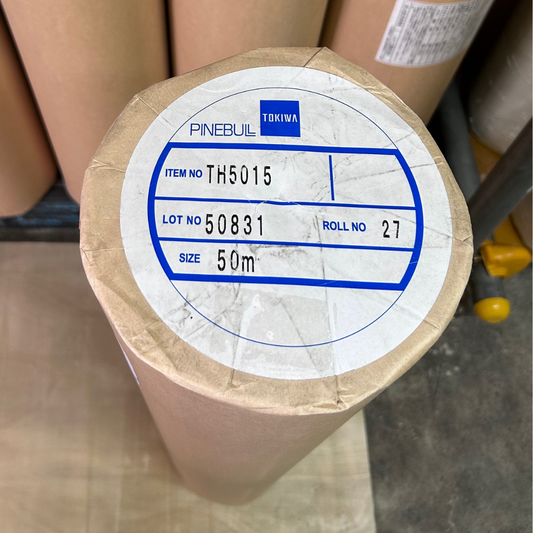 PINEBULL TOKIWA
ITEM NO TH5015
LOT NO 50831 ROLL NO 27
SIZE 50m